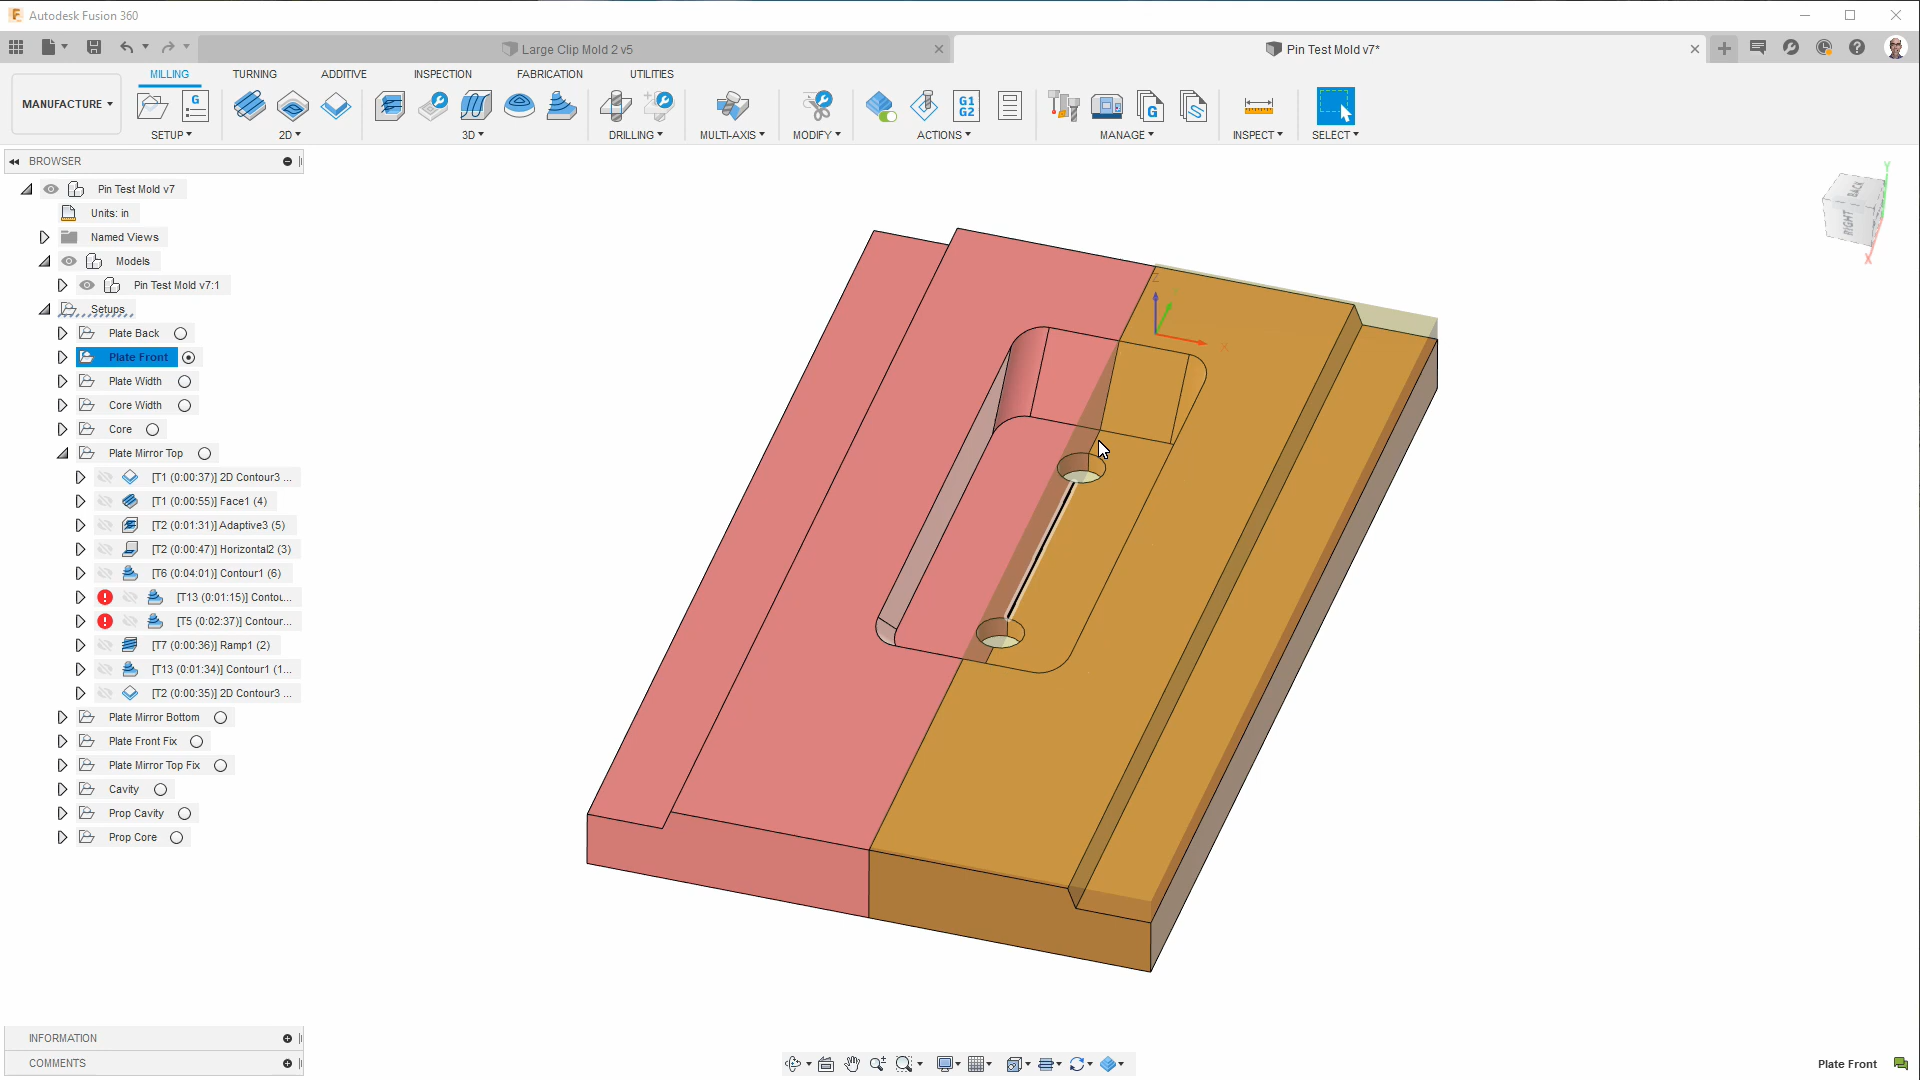 Autodesk Fusion 360
Large Clip Mold 2 v5
Pin Test Mold v7*
MILLING TURNING ADDITIVE INSPECTION FABRICATION UTILITIES
MANUFACTURE
G
G1
G2
G
SETUP 2D 3D DRILLING MULTI-AXIS MODIFY ACTIONS MANAGE INSPECT SELECT
BROWSER
Pin Test Mold v7
Units: in
Named Views
Models
Pin Test Mold v7:1
Setups
Plate Back
Plate Front
Plate Width
Core Width
Core
Plate Mirror Top
[T1 (0:00:37)] 2D Contour3 ...
[T1 (0:00:55)] Face1 (4)
[T2 (0:01:31)] Adaptive3 (5)
[T2 (0:00:47)] Horizontal2 (3)
[T6 (0:04:01)] Contour1 (6)
[T13 (0:01:15)] Contou...
[T5 (0:02:37)] Contour...
[T7 (0:00:36)] Ramp1 (2)
[T13 (0:01:34)] Contour1 (1...
[T2 (0:00:35)] 2D Contour3 ...
Plate Mirror Bottom
Plate Front Fix
Plate Mirror Top Fix
Cavity
Prop Cavity
Prop Core
BACK
RIGHT
Y
X
Z
X
INFORMATION
COMMENTS
Plate Front